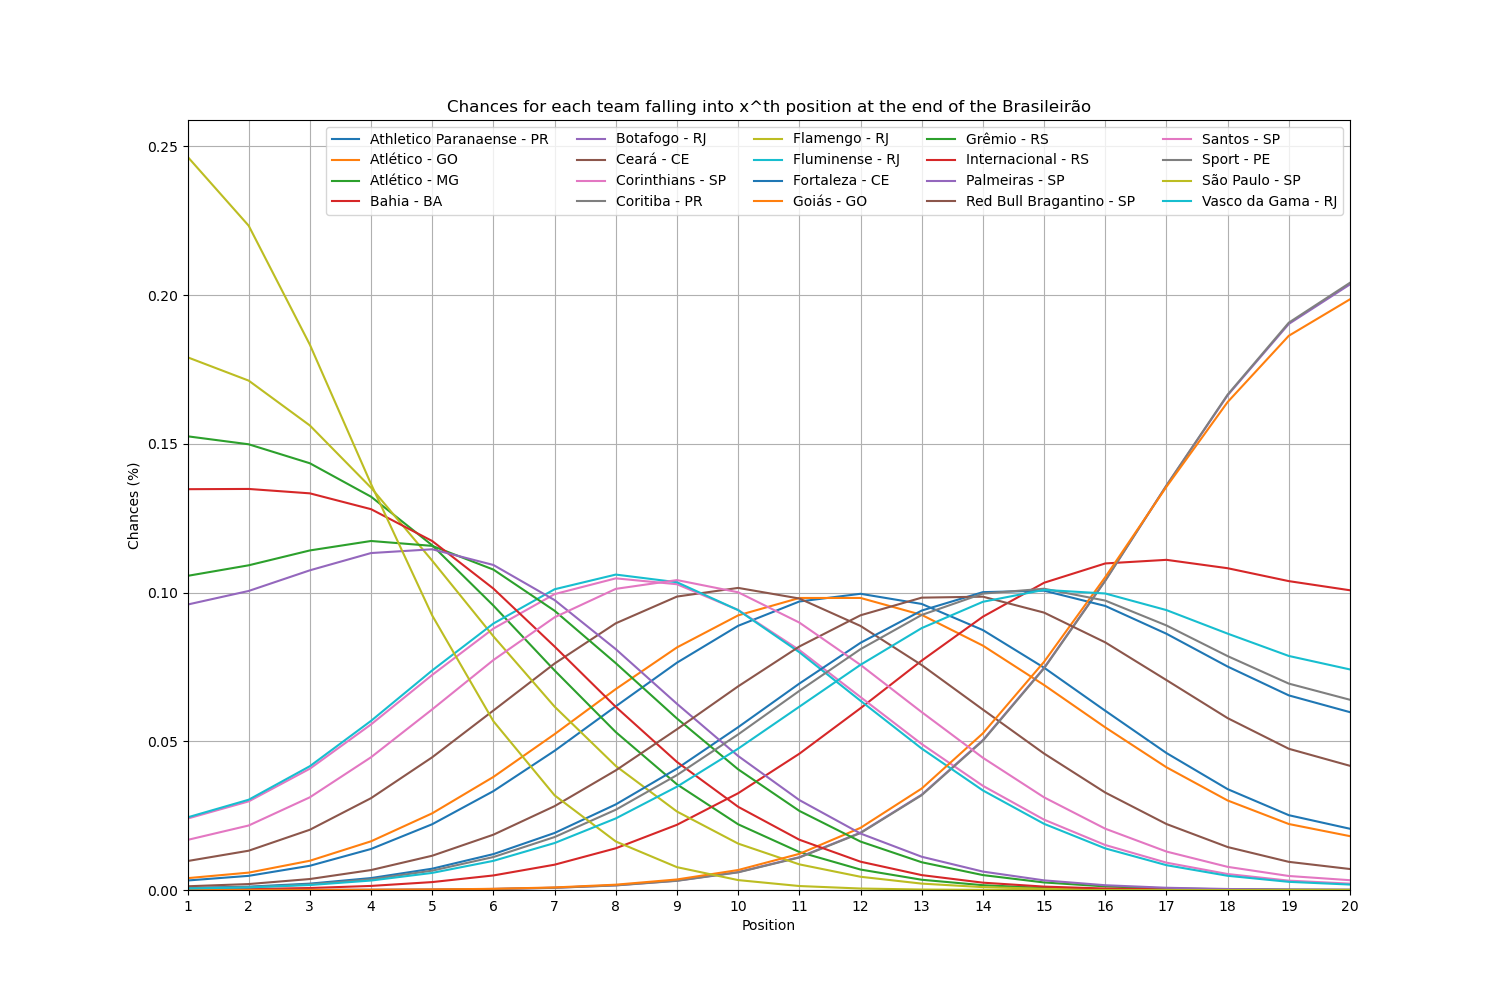 Chances for each team falling into x^th position at the end of the Brasileirão
Athletico Paranaense - PR
Atlético - GO
Atlético - MG
Bahia - BA
Botafogo - RJ
Ceará - CE
Corinthians - SP
Coritiba - PR
Flamengo - RJ
Fluminense - RJ
Fortaleza - CE
Goiás - GO
Grêmio - RS
Internacional - RS
Palmeiras - SP
Red Bull Bragantino - SP
Santos - SP
Sport - PE
São Paulo - SP
Vasco da Gama - RJ
0.25
0.20
0.15
0.10
0.05
0.00
Chances (%)
1 2 3 4 5 6 7 8 9 10 11 12 13 14 15 16 17 18 19 20
Position